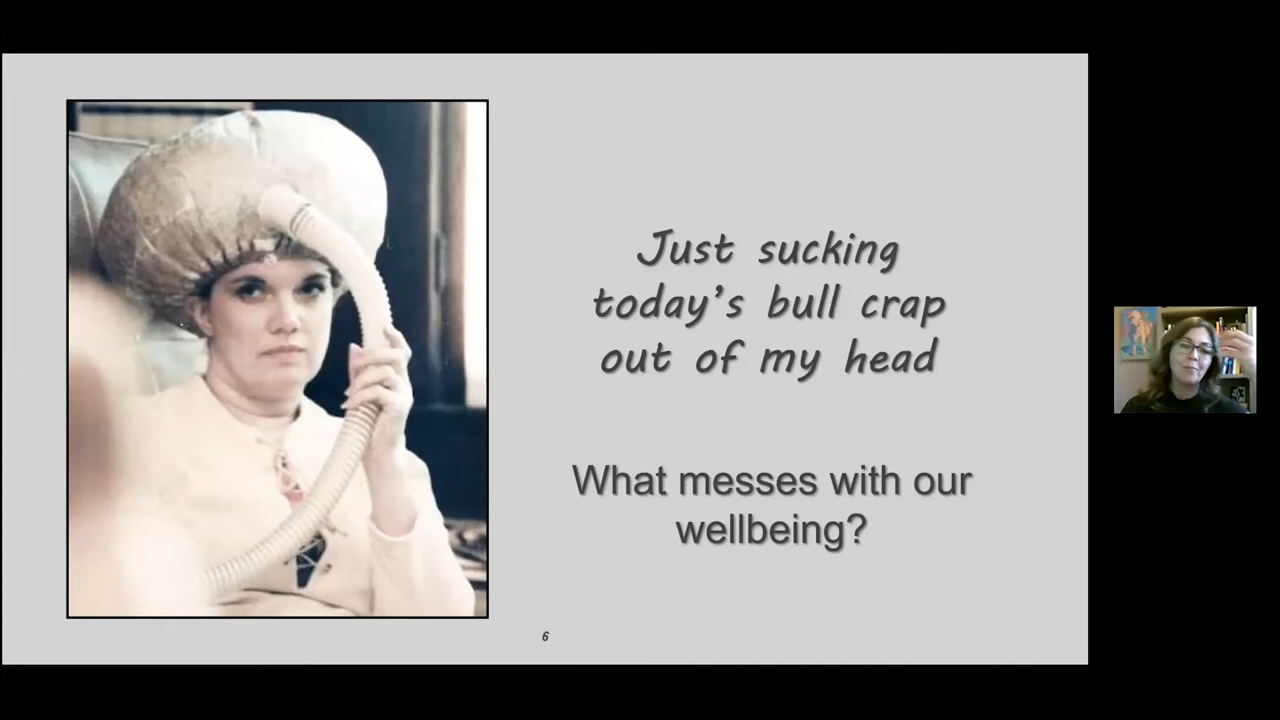 Just sucking
today's bull crap
out of my head
What messes with our
wellbeing?
6